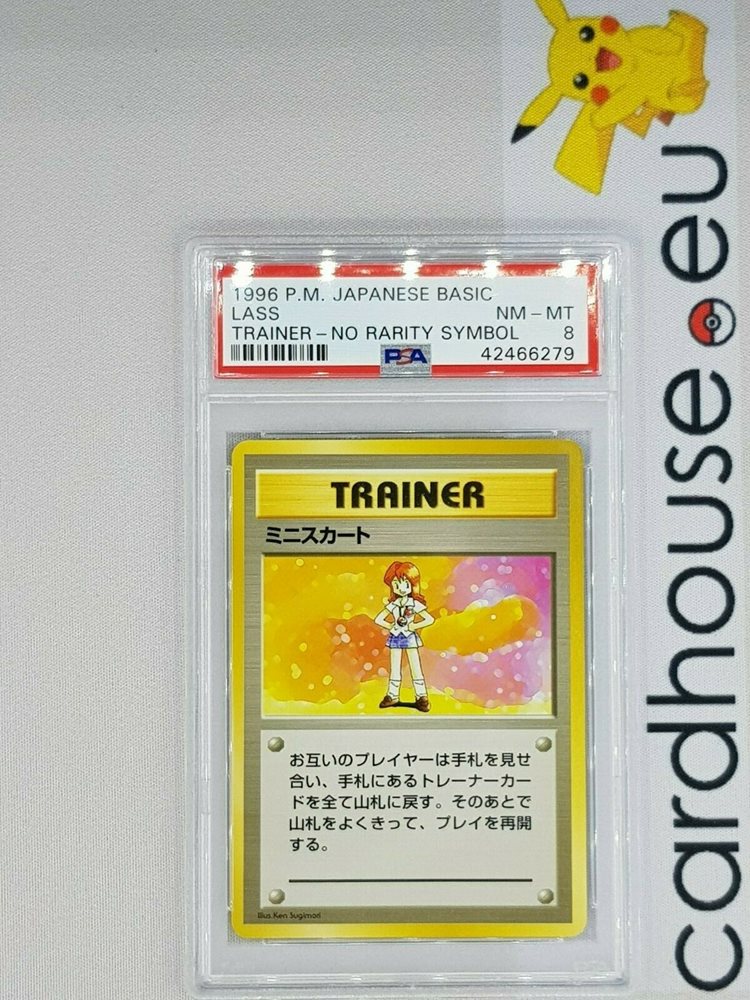 1996 P.M. JAPANESE BASIC
LASS NM - MT
TRAINER - NO RARITY SYMBOL 8
PSA 42466279
TRAINER
ミニスカート
お互いのプレイヤーは手札を見せ
合い、手札にあるトレーナーカー
ドを全て山札に戻す。そのあとで
山札をよくきって、プレイを再開
する。
Illus. Ken Sugimori
cardhouse.eu